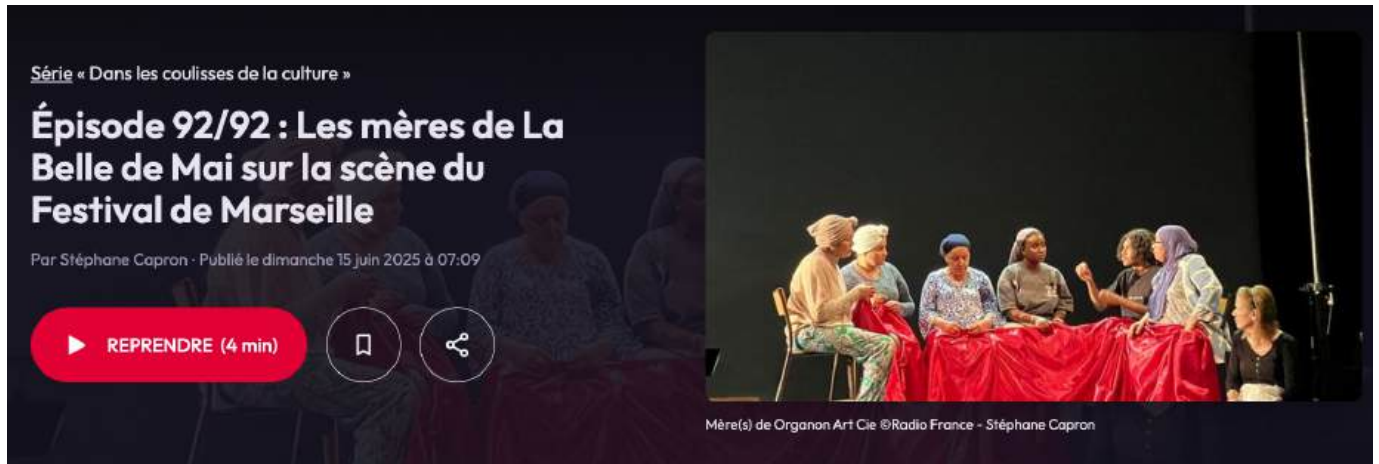 Série « Dans les coulisses de la culture »
Épisode 92/92 : Les mères de La
Belle de Mai sur la scène du
Festival de Marseille
Par Stéphane Capron · Publié le dimanche 15 juin 2025 à 07:09
REPRENDRE (4 min)
Mère(s) de Organon Art Cie ©Radio France - Stéphane Capron